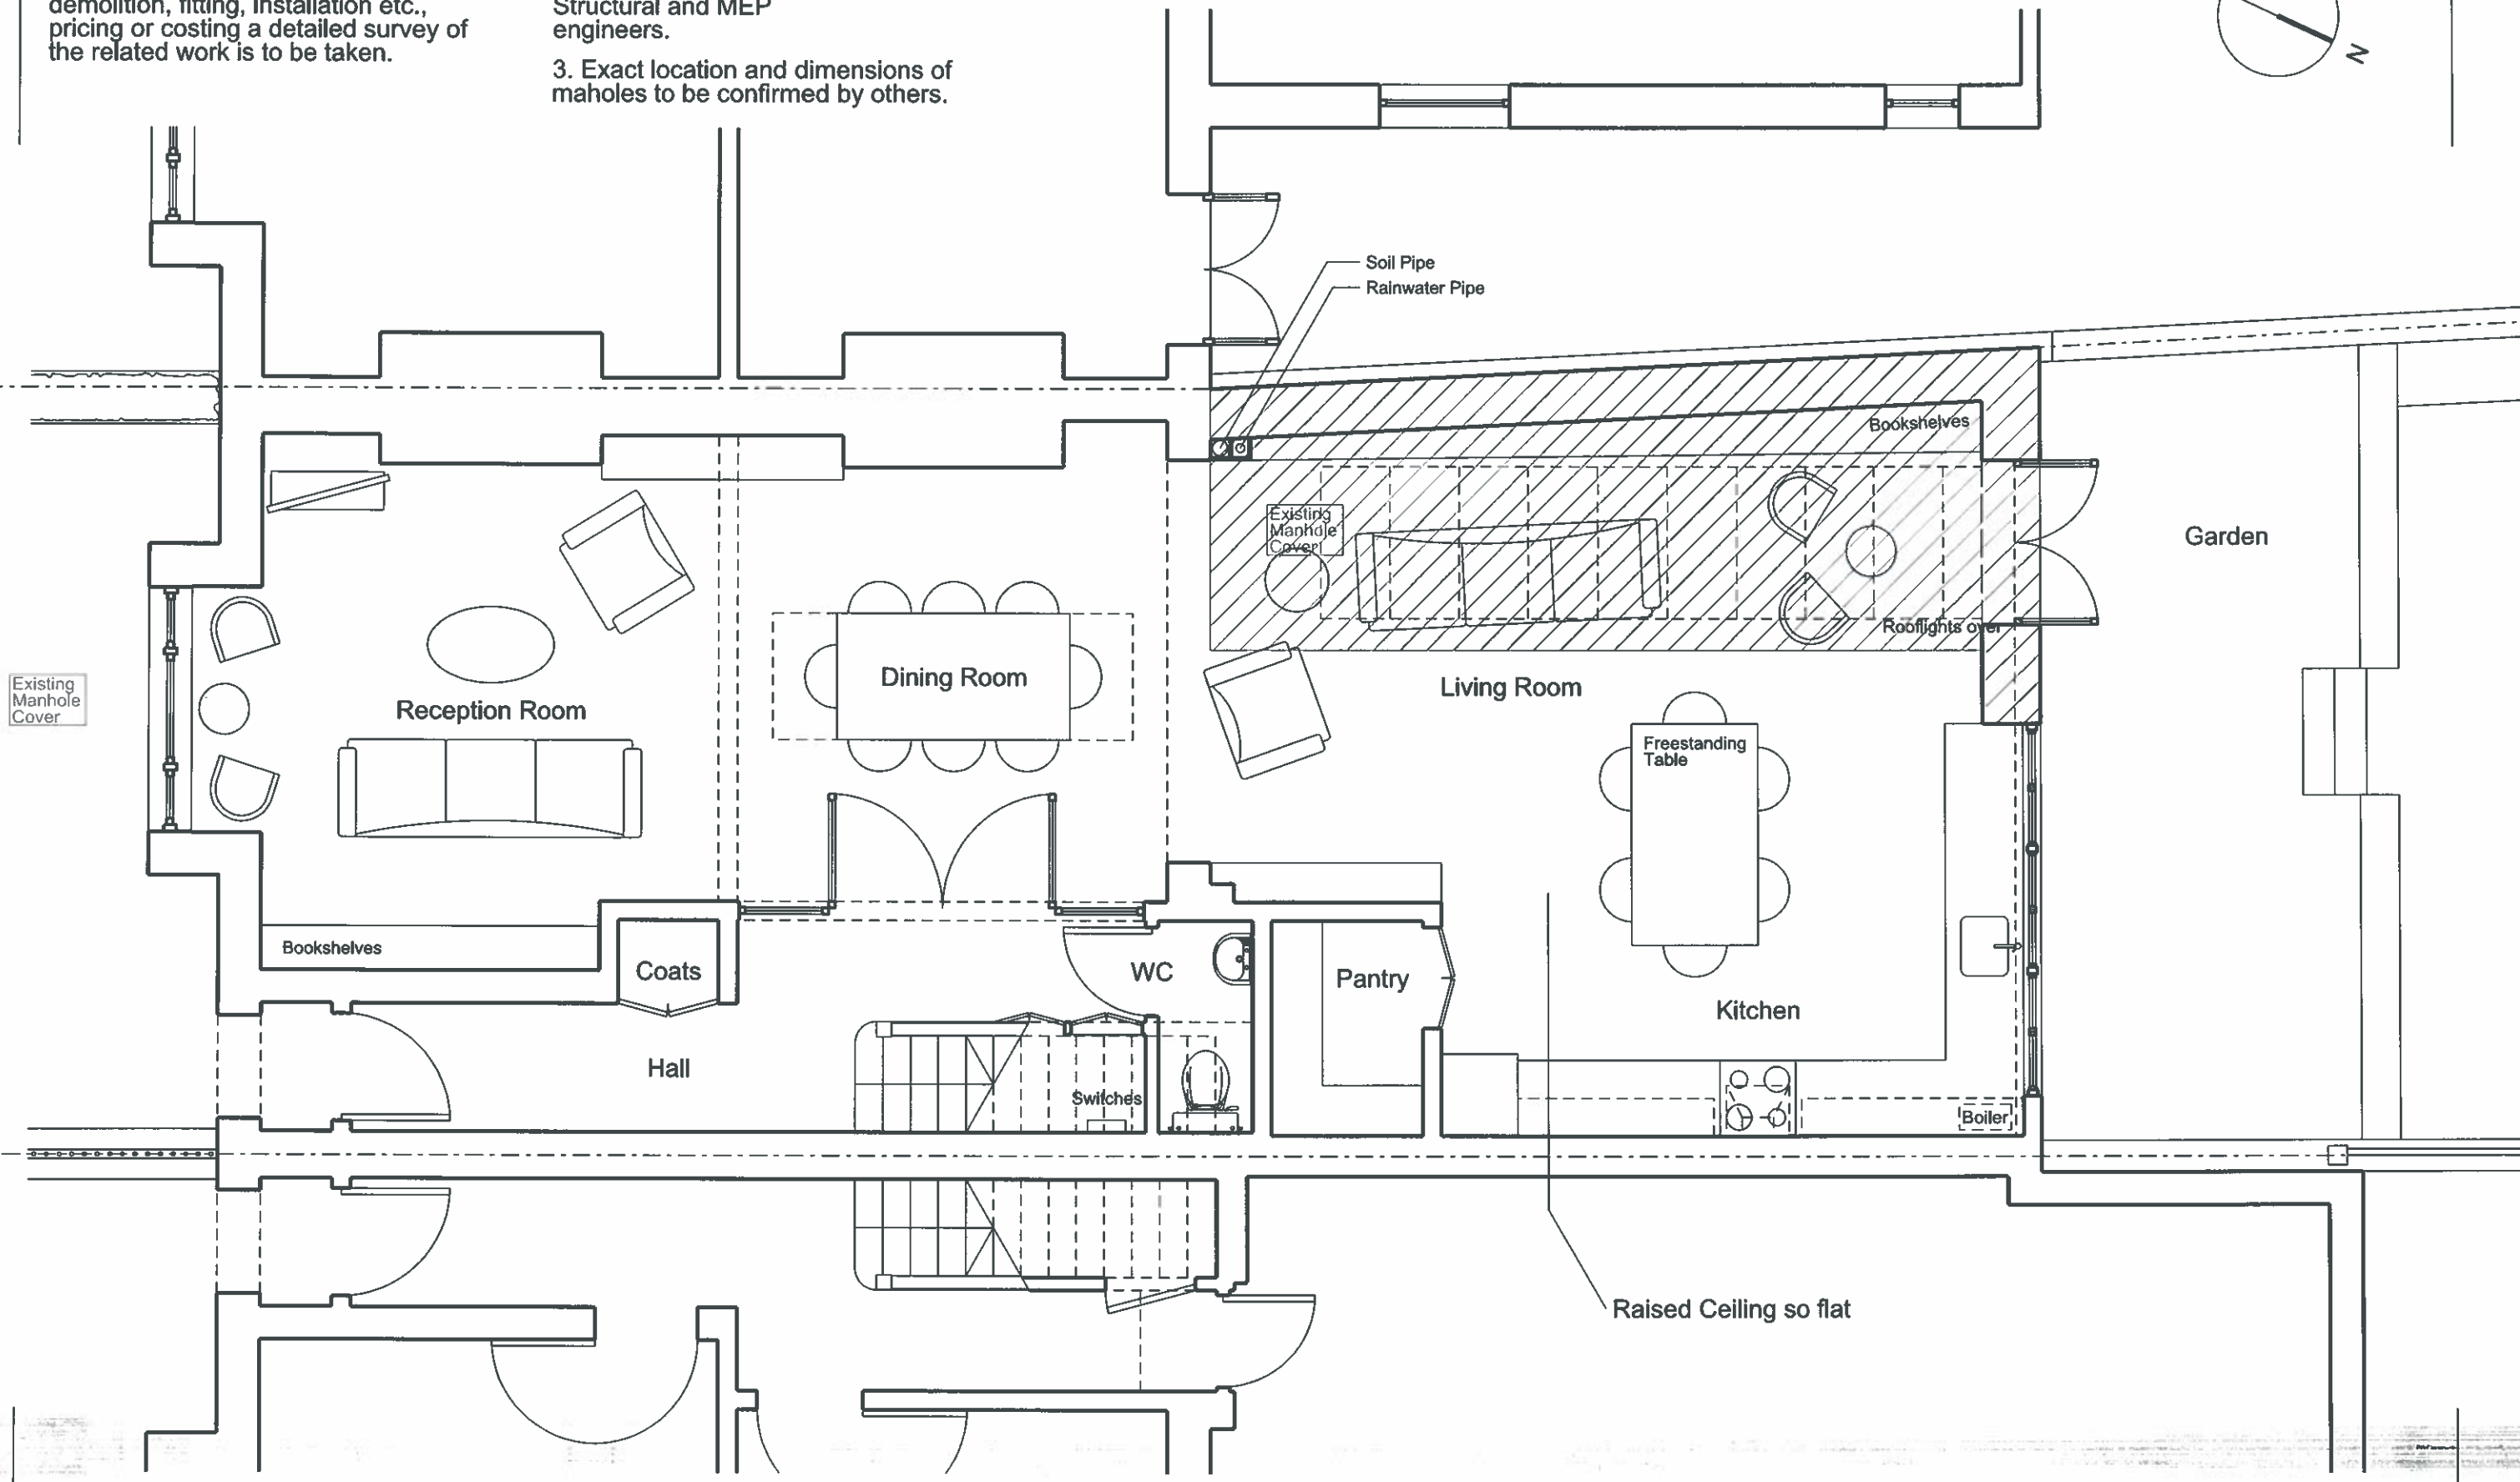 demolition, fitting, installation etc.,
pricing or costing a detailed survey of
the related work is to be taken.
Structural and MEP
engineers.
3. Exact location and dimensions of
maholes to be confirmed by others.
N
Soil Pipe
Rainwater Pipe
Bookshelves
Existing
Manhole
Cover
Garden
Rooflights over
Dining Room
Living Room
Existing
Manhole
Cover
Reception Room
Freestanding
Table
Bookshelves
Coats
WC
Pantry
Kitchen
Hall
Switches
Boiler
Raised Ceiling so flat